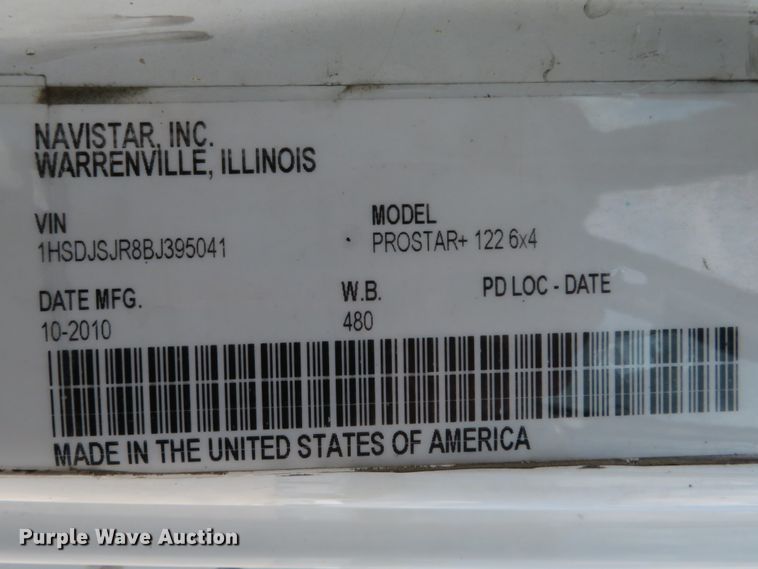 NAVISTAR, INC.
WARRENVILLE, ILLINOIS
VIN MODEL
1HSDJSJR8BJ395041 PROSTAR+ 122 6x4
DATE MFG. W.B. PD LOC - DATE
10-2010 480
MADE IN THE UNITED STATES OF AMERICA
Purple Wave Auction